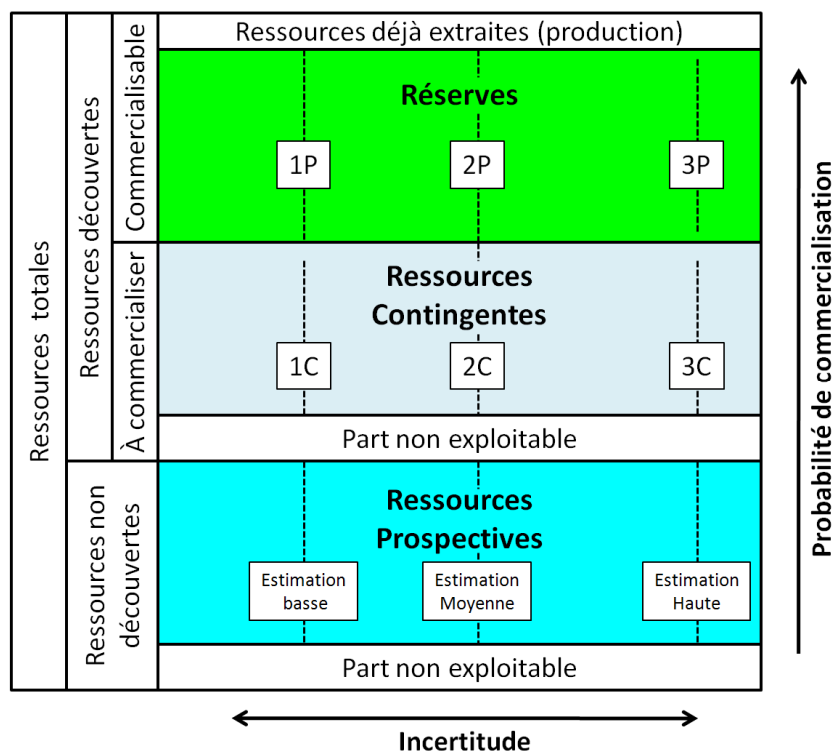 Ressources totales
Ressources découvertes
Commercialisable
Ressources déjà extraites (production)
Réserves
1P
2P
3P
À commercialiser
Ressources
Contingentes
1C
2C
3C
Part non exploitable
Ressources non
découvertes
Ressources
Prospectives
Estimation
basse
Estimation
Moyenne
Estimation
Haute
Part non exploitable
Probabilité de commercialisation
Incertitude